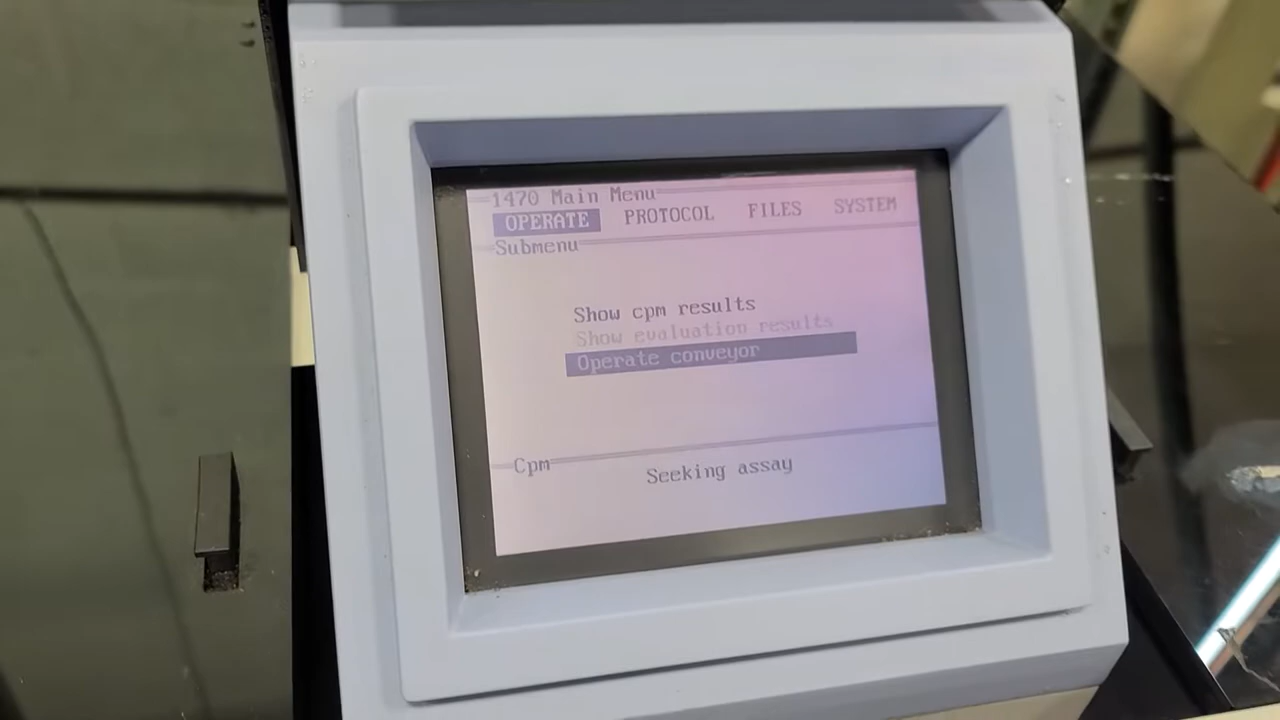 1470 Main Menu
OPERATE PROTOCOL FILES SYSTEM
Submenu
Show cpm results
Show evaluation results
Operate conveyor
Cpm
Seeking assay